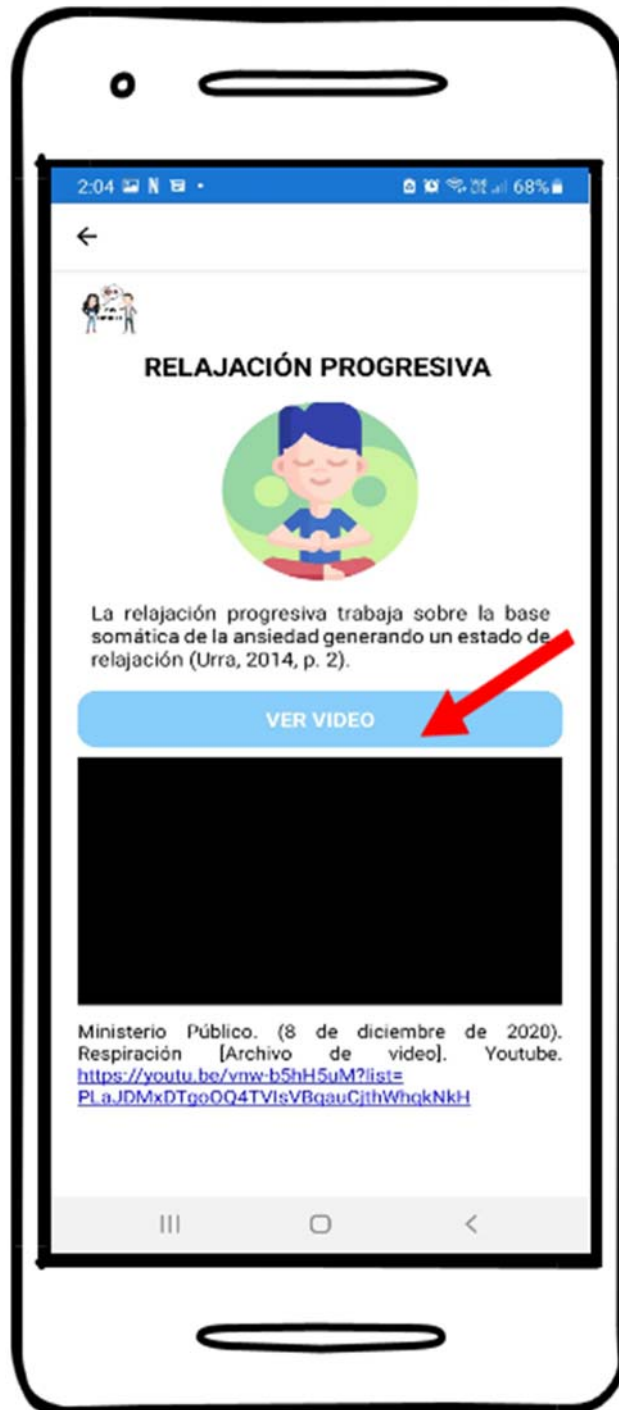 2:04 N 68%
RELAJACIÓN PROGRESIVA
La relajación progresiva trabaja sobre la base
somática de la ansiedad generando un estado de
relajación (Urra, 2014, p. 2).
VER VIDEO
Ministerio Público. (8 de diciembre de 2020).
Respiración [Archivo de video]. Youtube.
https://youtu.be/vnw-b5hH5uM?list=
PLaJDMxDTgoOQ4TVIsVBqauCjthWhqkNkH